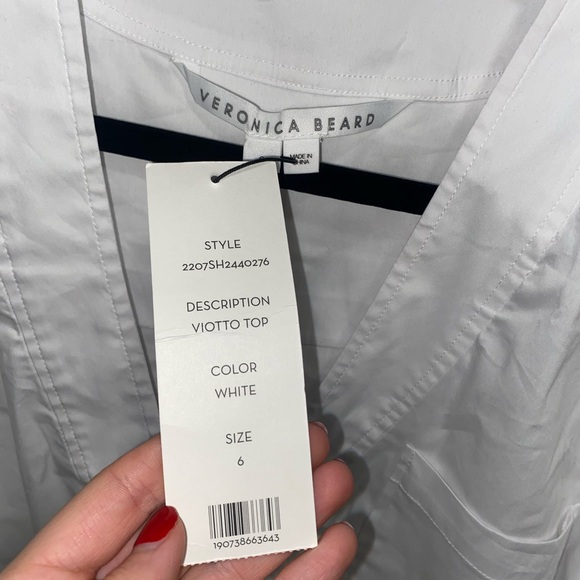 VERONICA BEARD
MADE IN
CHINA
STYLE
2207SH2440276
DESCRIPTION
VIOTTO TOP
COLOR
WHITE
SIZE
6
190738663643